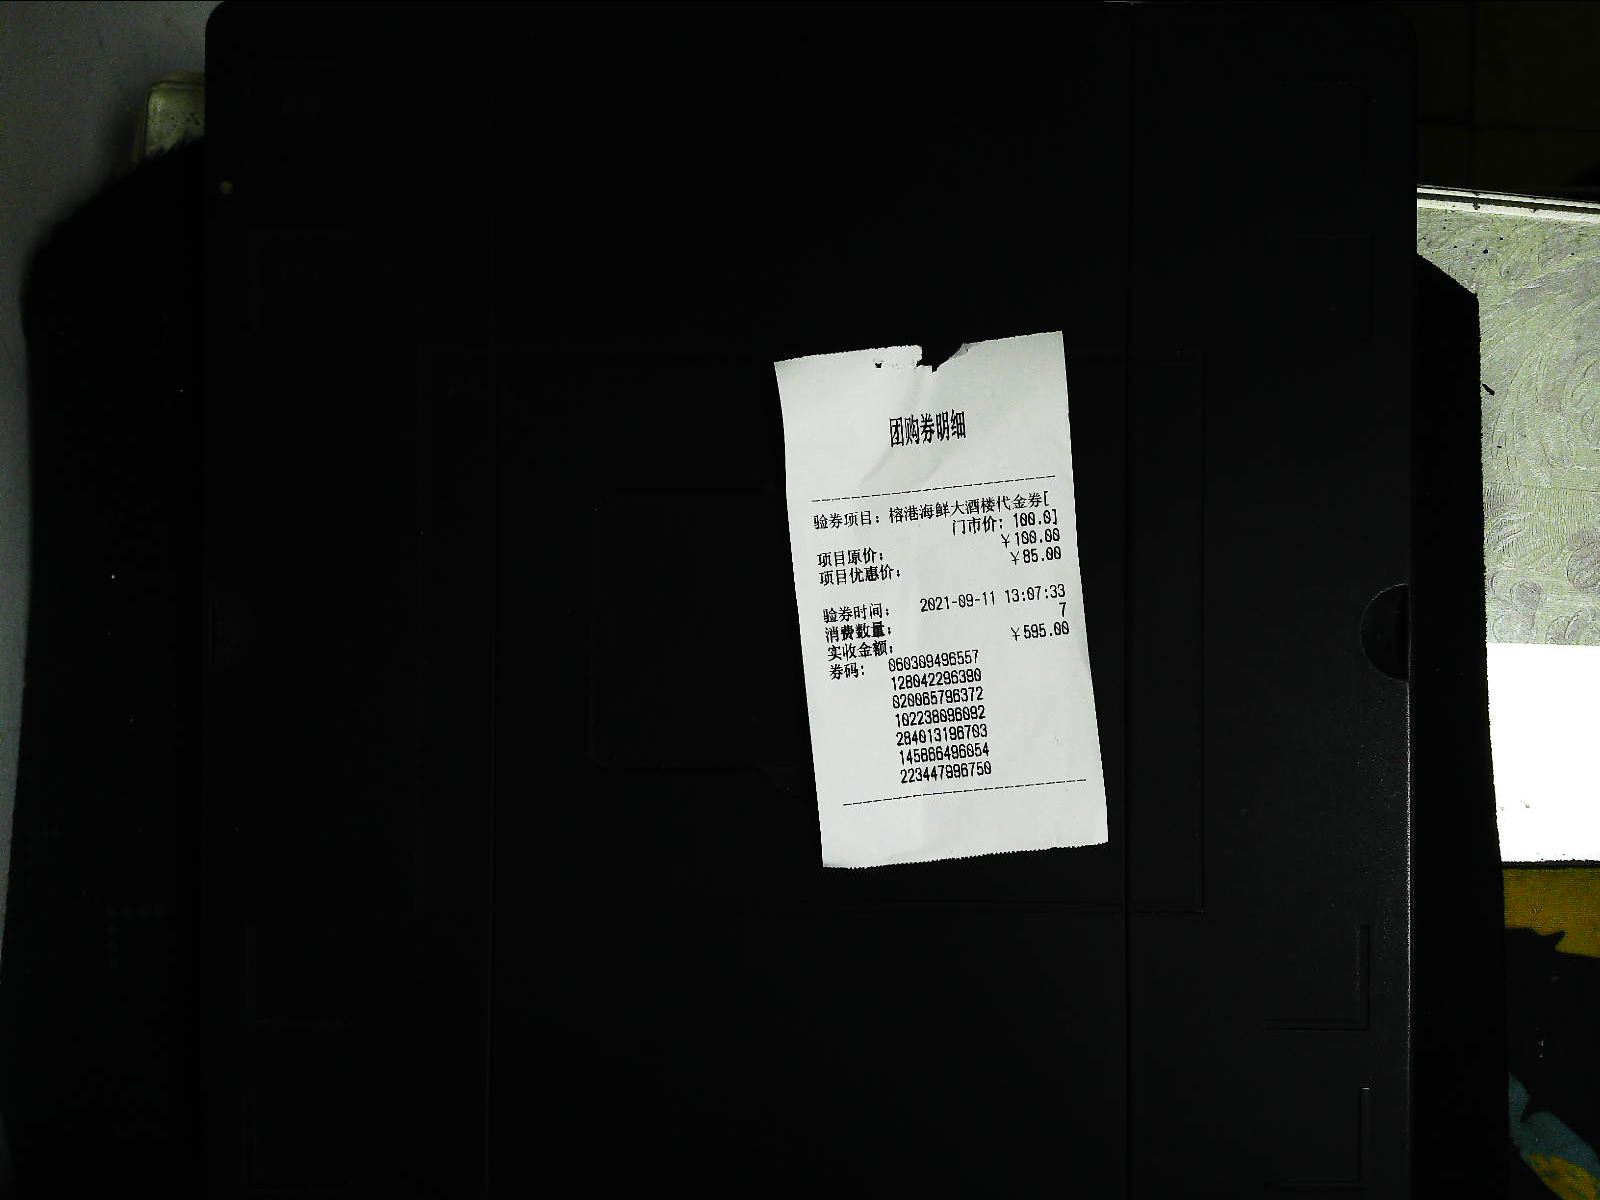 团购券明细
验券项目：榕港海鲜大酒楼代金券[
门市价：100.0]
项目原价： ￥100.00
项目优惠价： ￥85.00
验券时间： 2021-09-11 13:07:33
消费数量： 7
实收金额： ￥595.00
券码： 060309496557
128042296390
020065796372
102238096092
284013196703
145666496054
223447996750